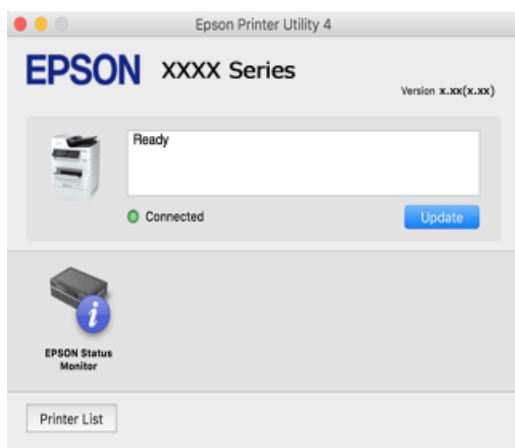 Epson Printer Utility 4
EPSON XXXX Series
Version x.xx(x.xx)
Ready
Connected
Update
EPSON Status
Monitor
Printer List